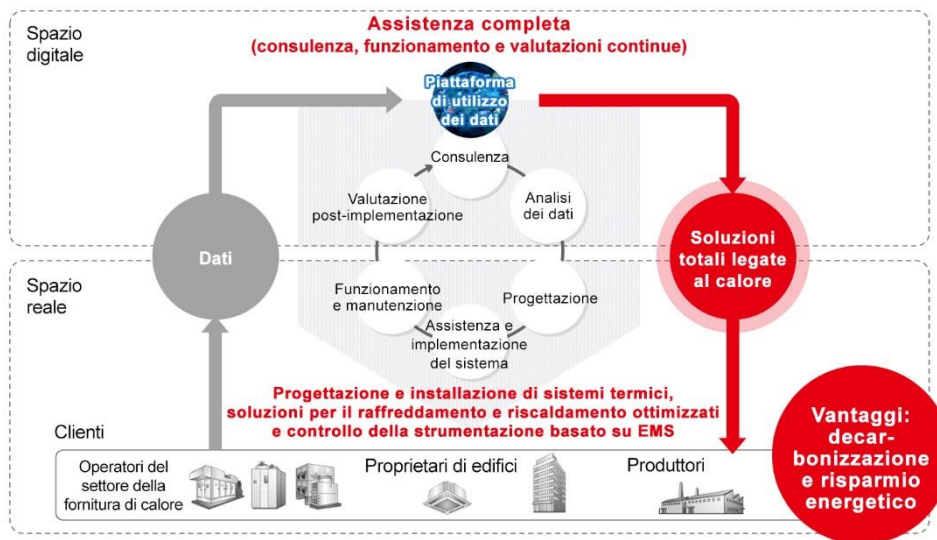 Spazio
digitale
Assistenza completa
(consulenza, funzionamento e valutazioni continue)
Piattaforma
di utilizzo
dei dati
Consulenza
Analisi
dei dati
Progettazione
Assistenza e
implementazione
del sistema
Funzionamento
e manutenzione
Valutazione
post-implementazione
Dati
Soluzioni
totali legate
al calore
Spazio
reale
Progettazione e installazione di sistemi termici,
soluzioni per il raffreddamento e riscaldamento ottimizzati
e controllo della strumentazione basato su EMS
Clienti
Operatori del
settore della
fornitura di calore
Proprietari di edifici
Produttori
Vantaggi:
decar-
bonizzazione
e risparmio
energetico